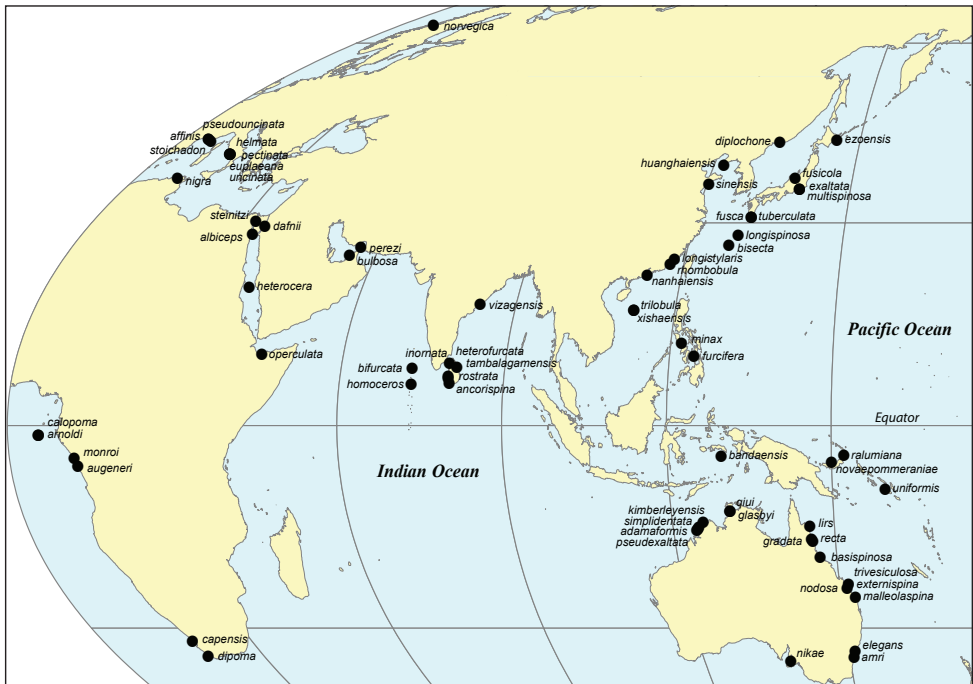 norvegica
pseudouncinata
affinis
helmata
stoichadon
pectinata
euplaeana
uncinata
nigra
steinitzi
dafnii
albiceps
perezi
bulbosa
heterocera
operculata
diplochone
ezoensis
huanghaiensis
sinensis
fusicola
exaltata
multispinosa
fusca
tuberculata
longispinosa
bisecta
longistylaris
rhombobula
nanhaiensis
trilobula
xishaensis
vizagensis
minax
furcifera
Pacific Ocean
inornata
heterofurcata
tambalagamensis
bifurcata
rostrata
homoceros
ancorispina
Equator
calopoma
arnoldi
monroi
augeneri
Indian Ocean
bandaensis
ralumiana
novaepommeraniae
uniformis
kimberleyensis
simplidentata
adamaformis
pseudexaltata
qiui
glasbyi
lirs
recta
gradata
basispinosa
trivesiculosa
externispina
nodosa
malleolaspina
capensis
dipoma
nikae
elegans
amri